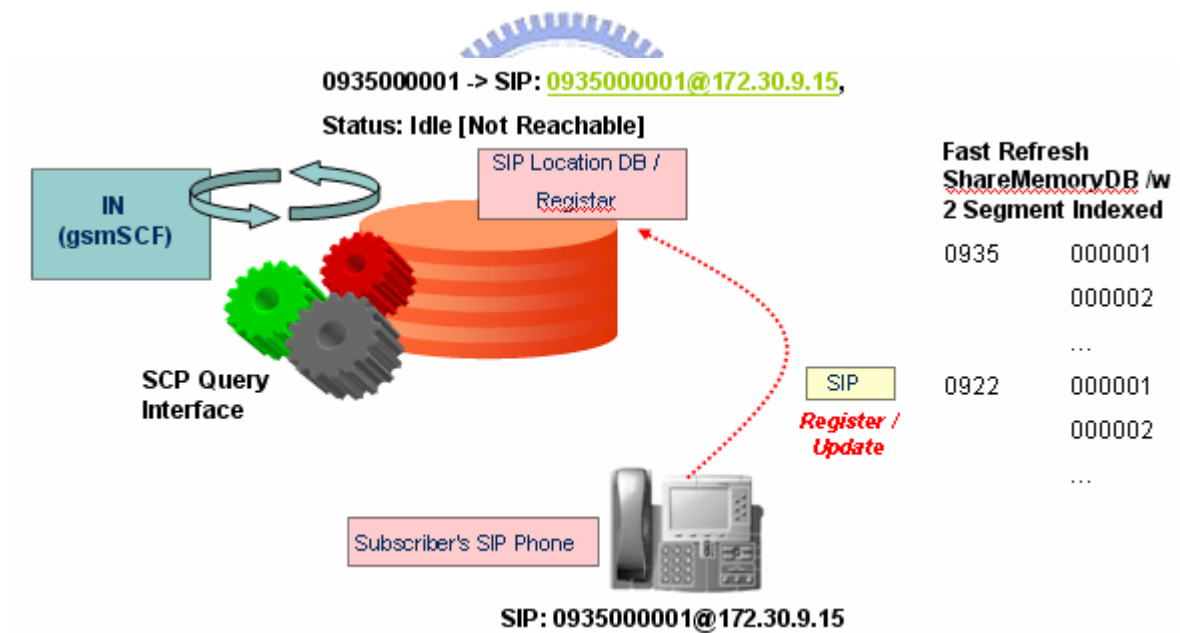 0935000001 -> SIP: 0935000001@172.30.9.15,
Status: Idle [Not Reachable]
SIP Location DB /
Registar
IN
(gsmSCF)
SCP Query
Interface
Fast Refresh
ShareMemoryDB /w
2 Segment Indexed
0935 000001
000002
...
0922 000001
000002
...
SIP
Register /
Update
Subscriber's SIP Phone
SIP: 0935000001@172.30.9.15